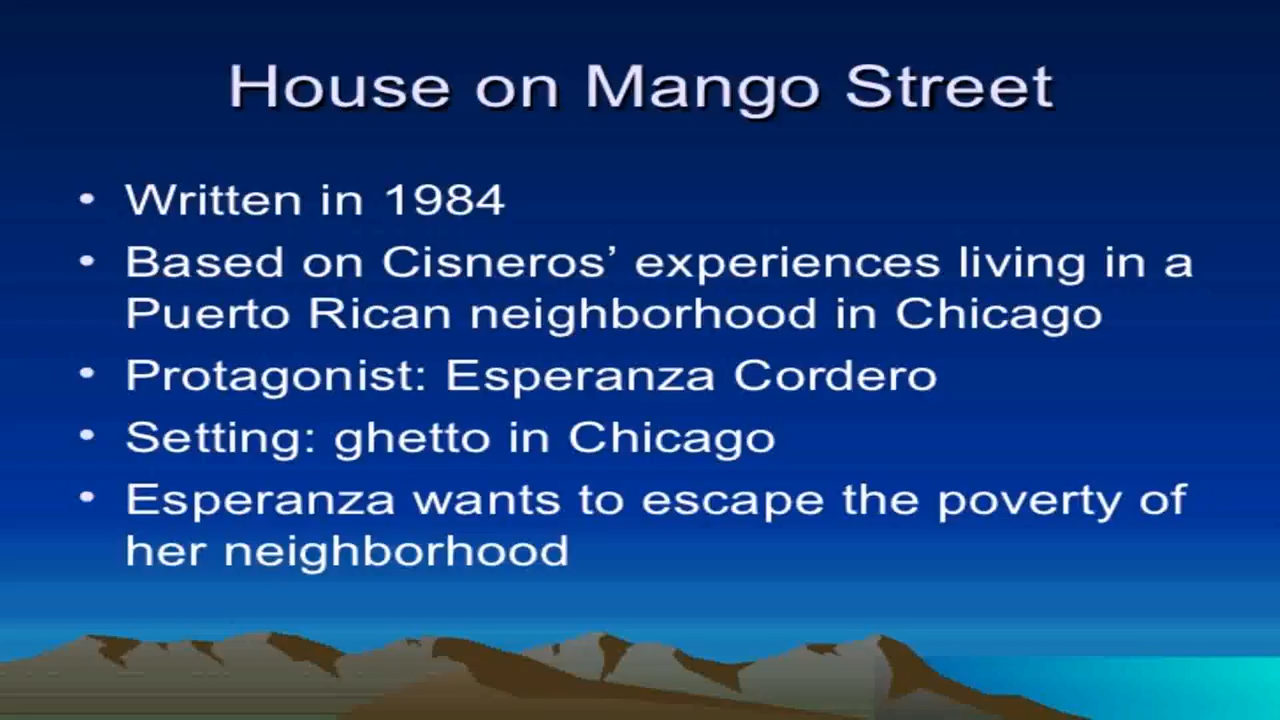 House on Mango Street
• Written in 1984
• Based on Cisneros’ experiences living in a
Puerto Rican neighborhood in Chicago
• Protagonist: Esperanza Cordero
• Setting: ghetto in Chicago
• Esperanza wants to escape the poverty of
her neighborhood